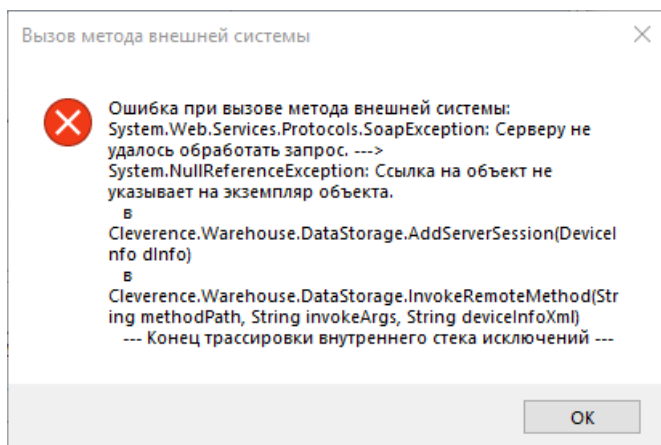 Вызов метода внешней системы
Ошибка при вызове метода внешней системы:
System.Web.Services.Protocols.SoapException: Серверу не
удалось обработать запрос. --->
System.NullReferenceException: Ссылка на объект не
указывает на экземпляр объекта.
в
Cleverence.Warehouse.DataStorage.AddServerSession(DeviceI
nfo dInfo)
в
Cleverence.Warehouse.DataStorage.InvokeRemoteMethod(Str
ing methodPath, String invokeArgs, String deviceInfoXml)
--- Конец трассировки внутреннего стека исключений ---
OK